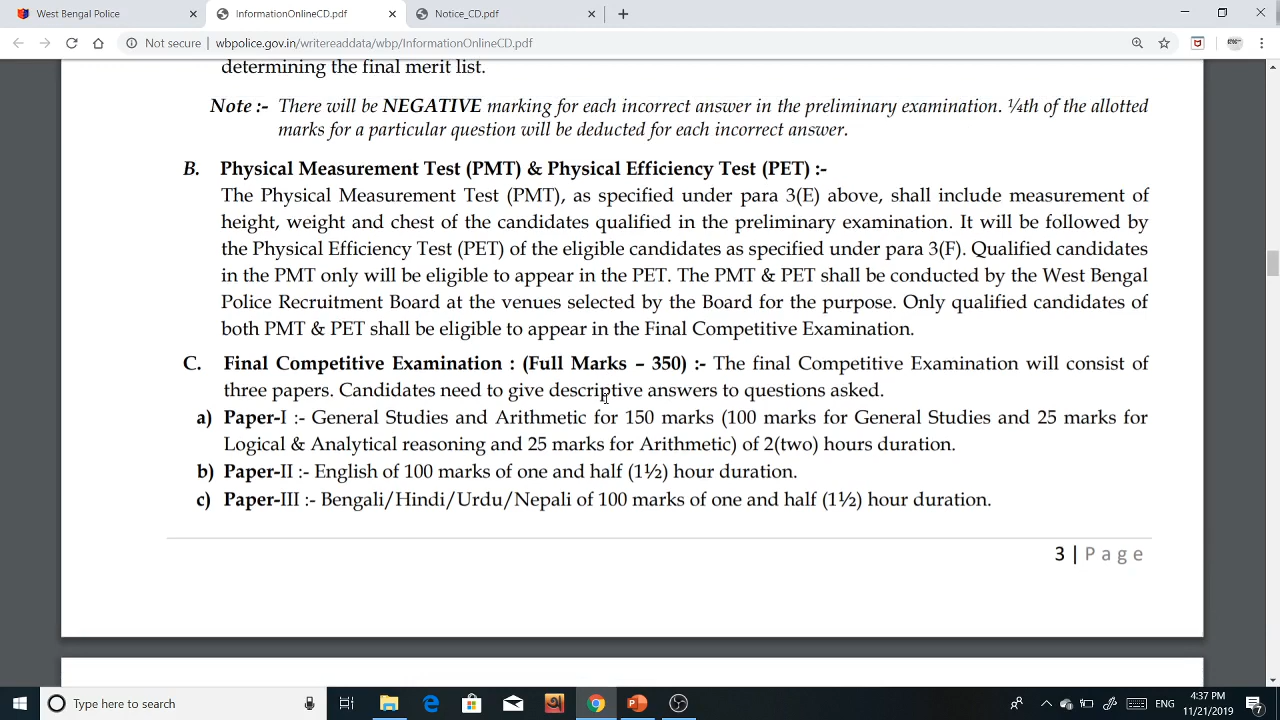 West Bengal Police
InformationOnlineCD.pdf
Notice_CD.pdf
Not secure | wbpolice.gov.in/writereaddata/wbp/InformationOnlineCD.pdf
determining the final merit list.
Note :- There will be NEGATIVE marking for each incorrect answer in the preliminary examination. ¼th of the allotted
marks for a particular question will be deducted for each incorrect answer.
B. Physical Measurement Test (PMT) & Physical Efficiency Test (PET) :-
The Physical Measurement Test (PMT), as specified under para 3(E) above, shall include measurement of
height, weight and chest of the candidates qualified in the preliminary examination. It will be followed by
the Physical Efficiency Test (PET) of the eligible candidates as specified under para 3(F). Qualified candidates
in the PMT only will be eligible to appear in the PET. The PMT & PET shall be conducted by the West Bengal
Police Recruitment Board at the venues selected by the Board for the purpose. Only qualified candidates of
both PMT & PET shall be eligible to appear in the Final Competitive Examination.
C. Final Competitive Examination : (Full Marks – 350) :- The final Competitive Examination will consist of
three papers. Candidates need to give descriptive answers to questions asked.
a) Paper-I :- General Studies and Arithmetic for 150 marks (100 marks for General Studies and 25 marks for
Logical & Analytical reasoning and 25 marks for Arithmetic) of 2(two) hours duration.
b) Paper-II :- English of 100 marks of one and half (1½) hour duration.
c) Paper-III :- Bengali/Hindi/Urdu/Nepali of 100 marks of one and half (1½) hour duration.
3 | Page
Type here to search
ENG
4:37 PM
11/21/2019
7